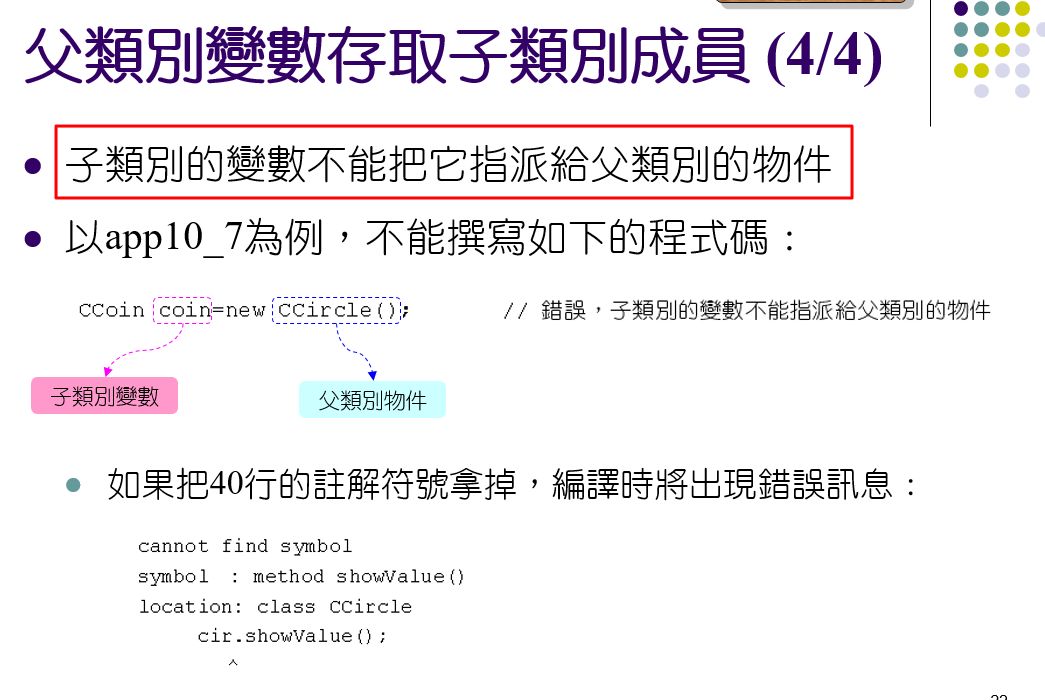 父類別變數存取子類別成員 (4/4)
子類別的變數不能把它指派給父類別的物件
以app10_7為例，不能撰寫如下的程式碼：
CCoin coin=new CCircle(); // 錯誤，子類別的變數不能指派給父類別的物件
子類別變數 父類別物件
如果把40行的註解符號拿掉，編譯時將出現錯誤訊息：
cannot find symbol
symbol : method showValue()
location: class CCircle
cir.showValue();
^